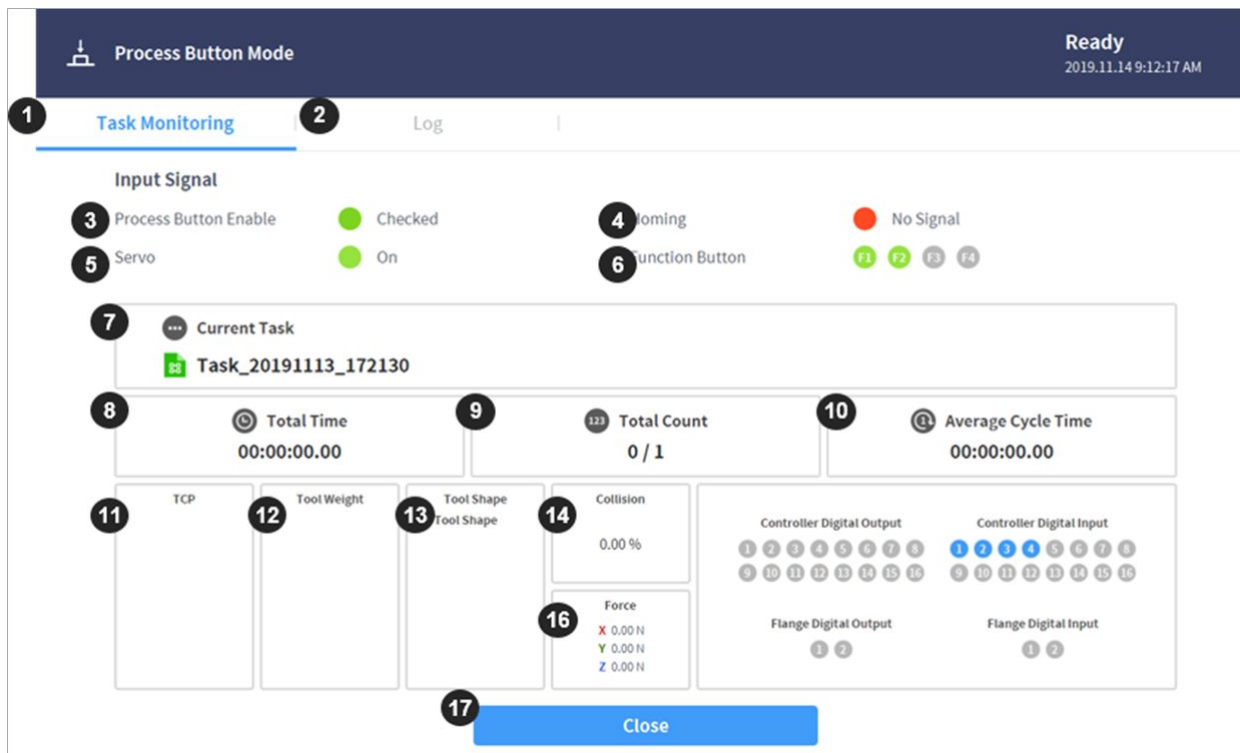 Process Button Mode
Ready
2019.11.14 9:12:17 AM
1 Task Monitoring 2 Log
Input Signal
3 Process Button Enable Checked 4 oming No Signal
5 Servo On 6 unction Button F1 F2 F3 F4
7 Current Task
Task_20191113_172130
8 Total Time 9 123 Total Count 10 Average Cycle Time
00:00:00.00 0 / 1 00:00:00.00
11 TCP 12 Tool Weight 13 Tool Shape 14 Collision
Tool Shape
0.00 %
Controller Digital Output Controller Digital Input
1 2 3 4 5 6 7 8 1 2 3 4 5 6 7 8
9 10 11 12 13 14 15 16 9 10 11 12 13 14 15 16
16 Force
X 0.00 N
Y 0.00 N
Z 0.00 N
Flange Digital Output Flange Digital Input
1 2 1 2
17 Close